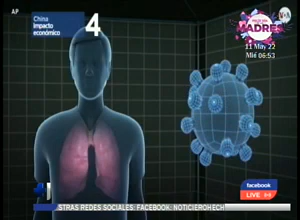 AP
China
Impacto
económico
4
VOA
MADRES
11 May 22
Mié 06:53
facebook
LIVE
STRAS REDES SOCIALES: FACEBOOK: NOTICIEROHECH